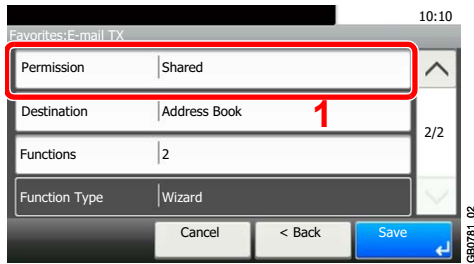 10:10
Favorites:E-mail TX
Permission Shared
Destination Address Book 1
2/2
Functions 2
Function Type Wizard
Cancel < Back Save
GB0781_02